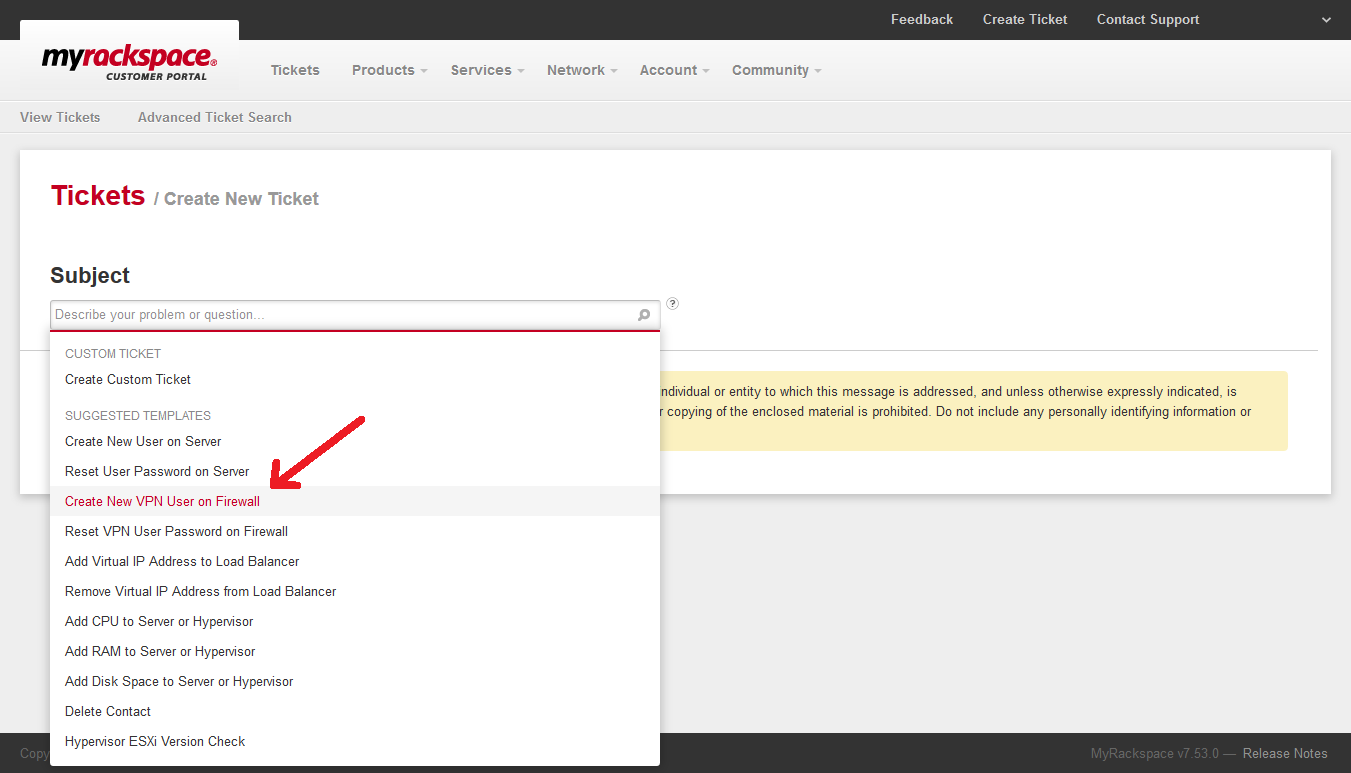 Feedback Create Ticket Contact Support
myrackspace®
CUSTOMER PORTAL
Tickets Products Services Network Account Community
View Tickets Advanced Ticket Search
Tickets / Create New Ticket
Subject
Describe your problem or question...
?
CUSTOM TICKET
Create Custom Ticket
ndividual or entity to which this message is addressed, and unless otherwise expressly indicated, is
r copying of the enclosed material is prohibited. Do not include any personally identifying information or
SUGGESTED TEMPLATES
Create New User on Server
Reset User Password on Server
Create New VPN User on Firewall
Reset VPN User Password on Firewall
Add Virtual IP Address to Load Balancer
Remove Virtual IP Address from Load Balancer
Add CPU to Server or Hypervisor
Add RAM to Server or Hypervisor
Add Disk Space to Server or Hypervisor
Delete Contact
Hypervisor ESXi Version Check
Copy
MyRackspace v7.53.0 — Release Notes